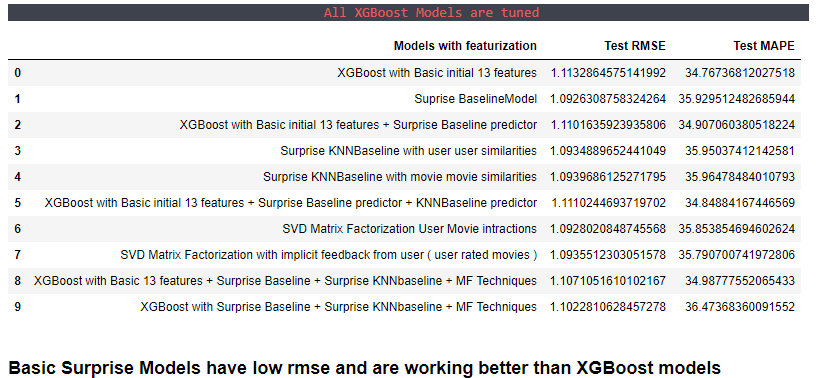 All XGBoost Models are tuned
Models with featurization Test RMSE Test MAPE
0 XGBoost with Basic initial 13 features 1.1132864575141992 34.76736812027518
1 Suprise BaselineModel 1.0926308758324264 35.929512482685944
2 XGBoost with Basic initial 13 features + Surprise Baseline predictor 1.1101635923935806 34.907060380518224
3 Surprise KNNBaseline with user user similarities 1.0934889652441049 35.95037412142581
4 Surprise KNNBaseline with movie movie similarities 1.0939686125271795 35.96478484010793
5 XGBoost with Basic initial 13 features + Surprise Baseline predictor + KNNBaseline predictor 1.1110244693719702 34.84884167446569
6 SVD Matrix Factorization User Movie intractions 1.0928020848745568 35.853854694602624
7 SVD Matrix Factorization with implicit feedback from user ( user rated movies ) 1.0935512303051578 35.790700741972806
8 XGBoost with Basic 13 features + Surprise Baseline + Surprise KNNbaseline + MF Techniques 1.1071051610102167 34.98777552065433
9 XGBoost with Surprise Baseline + Surprise KNNbaseline + MF Techniques 1.1022810628457278 36.47368360091552
Basic Surprise Models have low rmse and are working better than XGBoost models